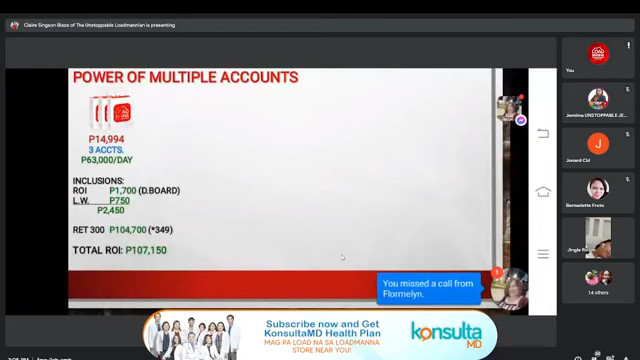 Claire Singson Blaze of The Unstoppable Loadmannian is presenting
POWER OF MULTIPLE ACCOUNTS
P14,994
3 ACCTS.
P63,000/DAY
INCLUSIONS:
ROI P1,700 (D.BOARD)
L.W. P750
P2,450
RET 300 P104,700 (*349)
TOTAL ROI: P107,150
You missed a call from
Flormelyn.
1
You
Jemima UNSTOPPABLE JE...
J
Junard Cid
Bernadette Fruto
14 others
Subscribe now and Get
KonsultaMD Health Plan
MAG PA LOAD NA SA LOADMANNA
STORE NEAR YOU!
konsulta
MD